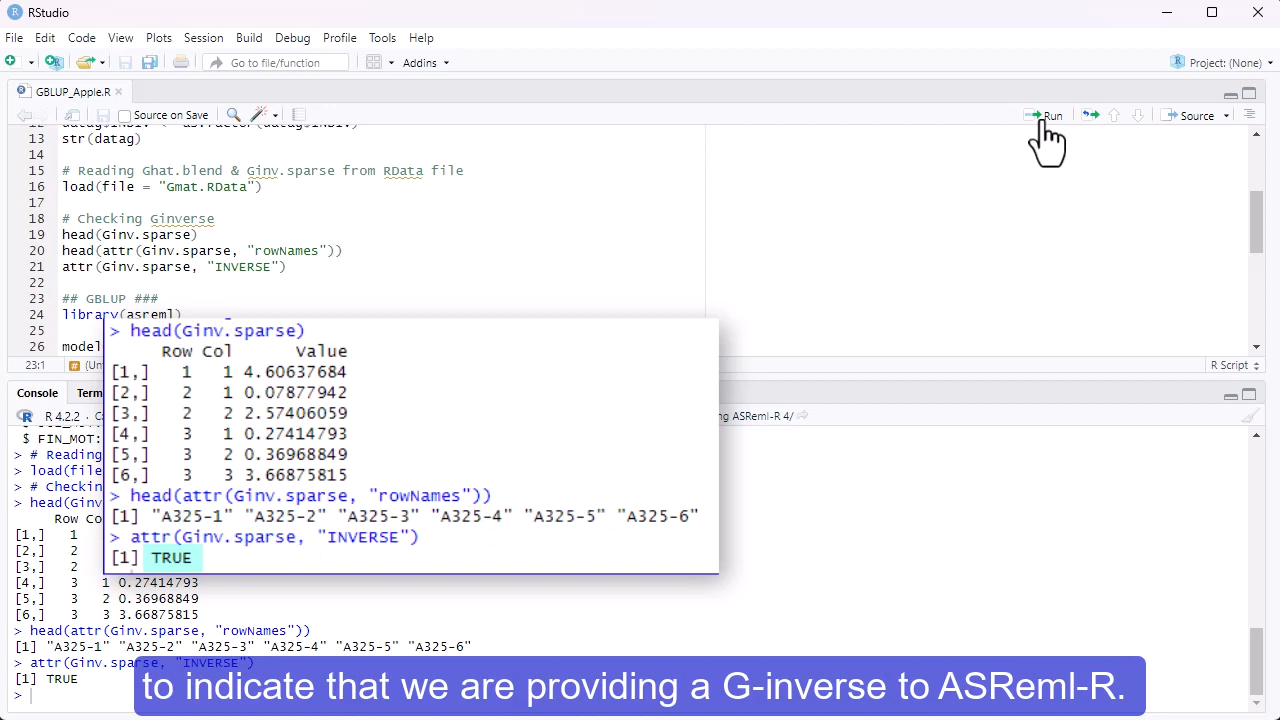 RStudio
File Edit Code View Plots Session Build Debug Profile Tools Help
Go to file/function Addins Project: (None)
GBLUP_Apple.R
Source on Save Run Source
13 str(datag)
14
15 # Reading Ghat.blend & Ginv.sparse from RData file
16 load(file = "Gmat.RData")
17
18 # Checking Ginverse
19 head(Ginv.sparse)
20 head(attr(Ginv.sparse, "rowNames"))
21 attr(Ginv.sparse, "INVERSE")
22
23 ## GBLUP ###
24 library(asreml)
25
26 model
23:1 # (Un R Script
> head(Ginv.sparse)
Row Col Value
[1,] 1 1 4.60637684
[2,] 2 1 0.07877942
[3,] 2 2 2.57406059
[4,] 3 1 0.27414793
[5,] 3 2 0.36968849
[6,] 3 3 3.66875815
> head(attr(Ginv.sparse, "rowNames"))
[1] "A325-1" "A325-2" "A325-3" "A325-4" "A325-5" "A325-6"
> attr(Ginv.sparse, "INVERSE")
[1] TRUE
Console Term
R 4.2.2 · C ng ASReml-R 4/
$ FIN_MOT:
> # Reading
> load(file
> # Checkin
> head(Ginv
Row Co
[1,] 1
[2,] 2
[3,] 2
[4,] 3 1 0.27414793
[5,] 3 2 0.36968849
[6,] 3 3 3.66875815
> head(attr(Ginv.sparse, "rowNames"))
[1] "A325-1" "A325-2" "A325-3" "A325-4" "A325-5" "A325-6"
> attr(Ginv.sparse, "INVERSE")
[1] TRUE
>
to indicate that we are providing a G-inverse to ASReml-R.